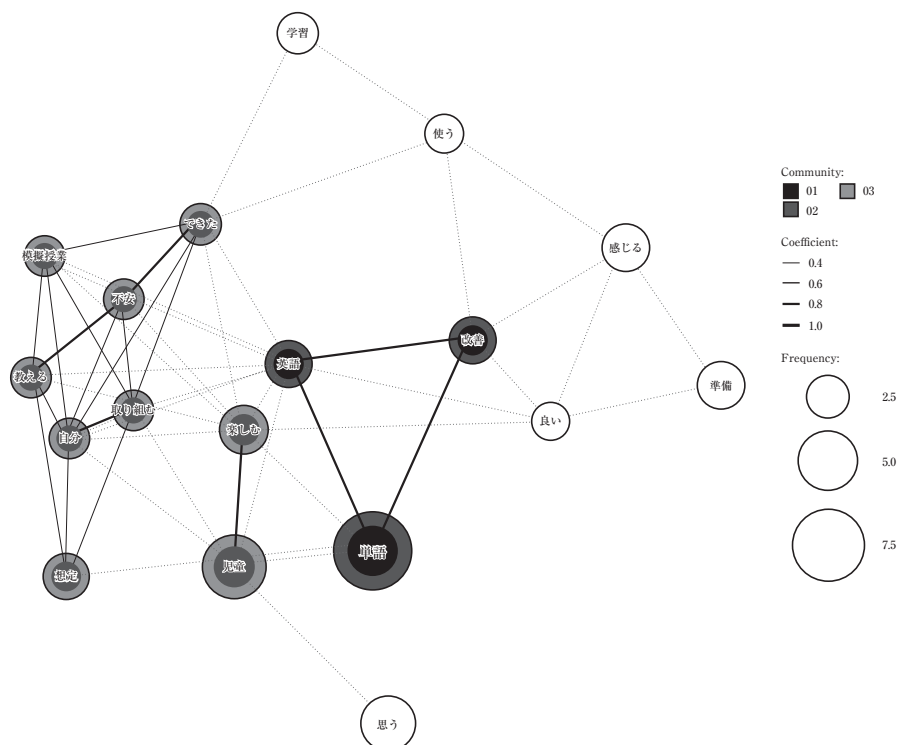 学習
使う
できた
模擬授業
感じる
不安
改善
英語
教える
準備
取り組む
良い
楽しむ
自分
単語
児童
想定
思う
Community:
01 03
02
Coefficient:
0.4
0.6
0.8
1.0
Frequency:
2.5
5.0
7.5